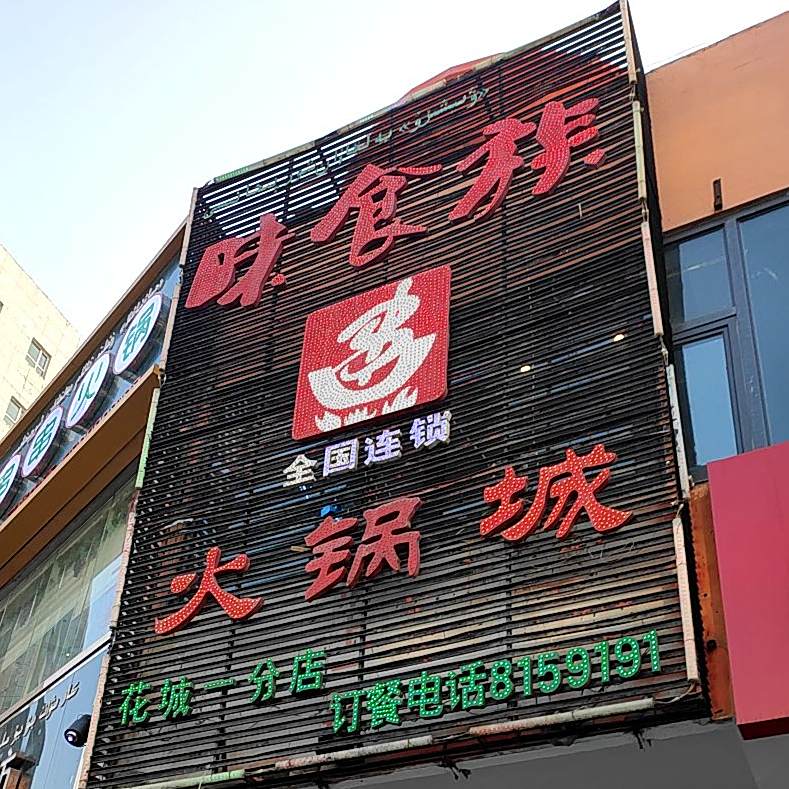 味食族
全国连锁
火锅城
花城一分店
订餐电话8159191
锅